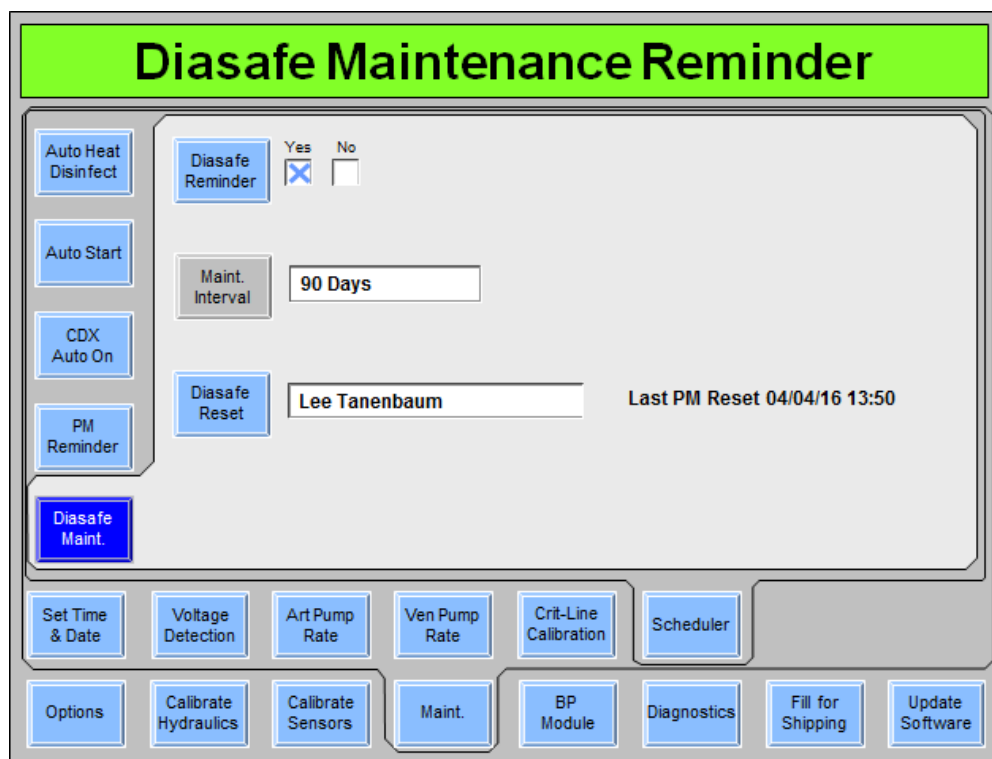 Diasafe Maintenance Reminder
Auto Heat
Disinfect
Diasafe
Reminder
Yes No
Auto Start
Maint.
Interval
90 Days
CDX
Auto On
Diasafe
Reset
Lee Tanenbaum
Last PM Reset 04/04/16 13:50
PM
Reminder
Diasafe
Maint.
Set Time
& Date
Voltage
Detection
Art Pump
Rate
Ven Pump
Rate
Crit-Line
Calibration
Scheduler
Options
Calibrate
Hydraulics
Calibrate
Sensors
Maint.
BP
Module
Diagnostics
Fill for
Shipping
Update
Software